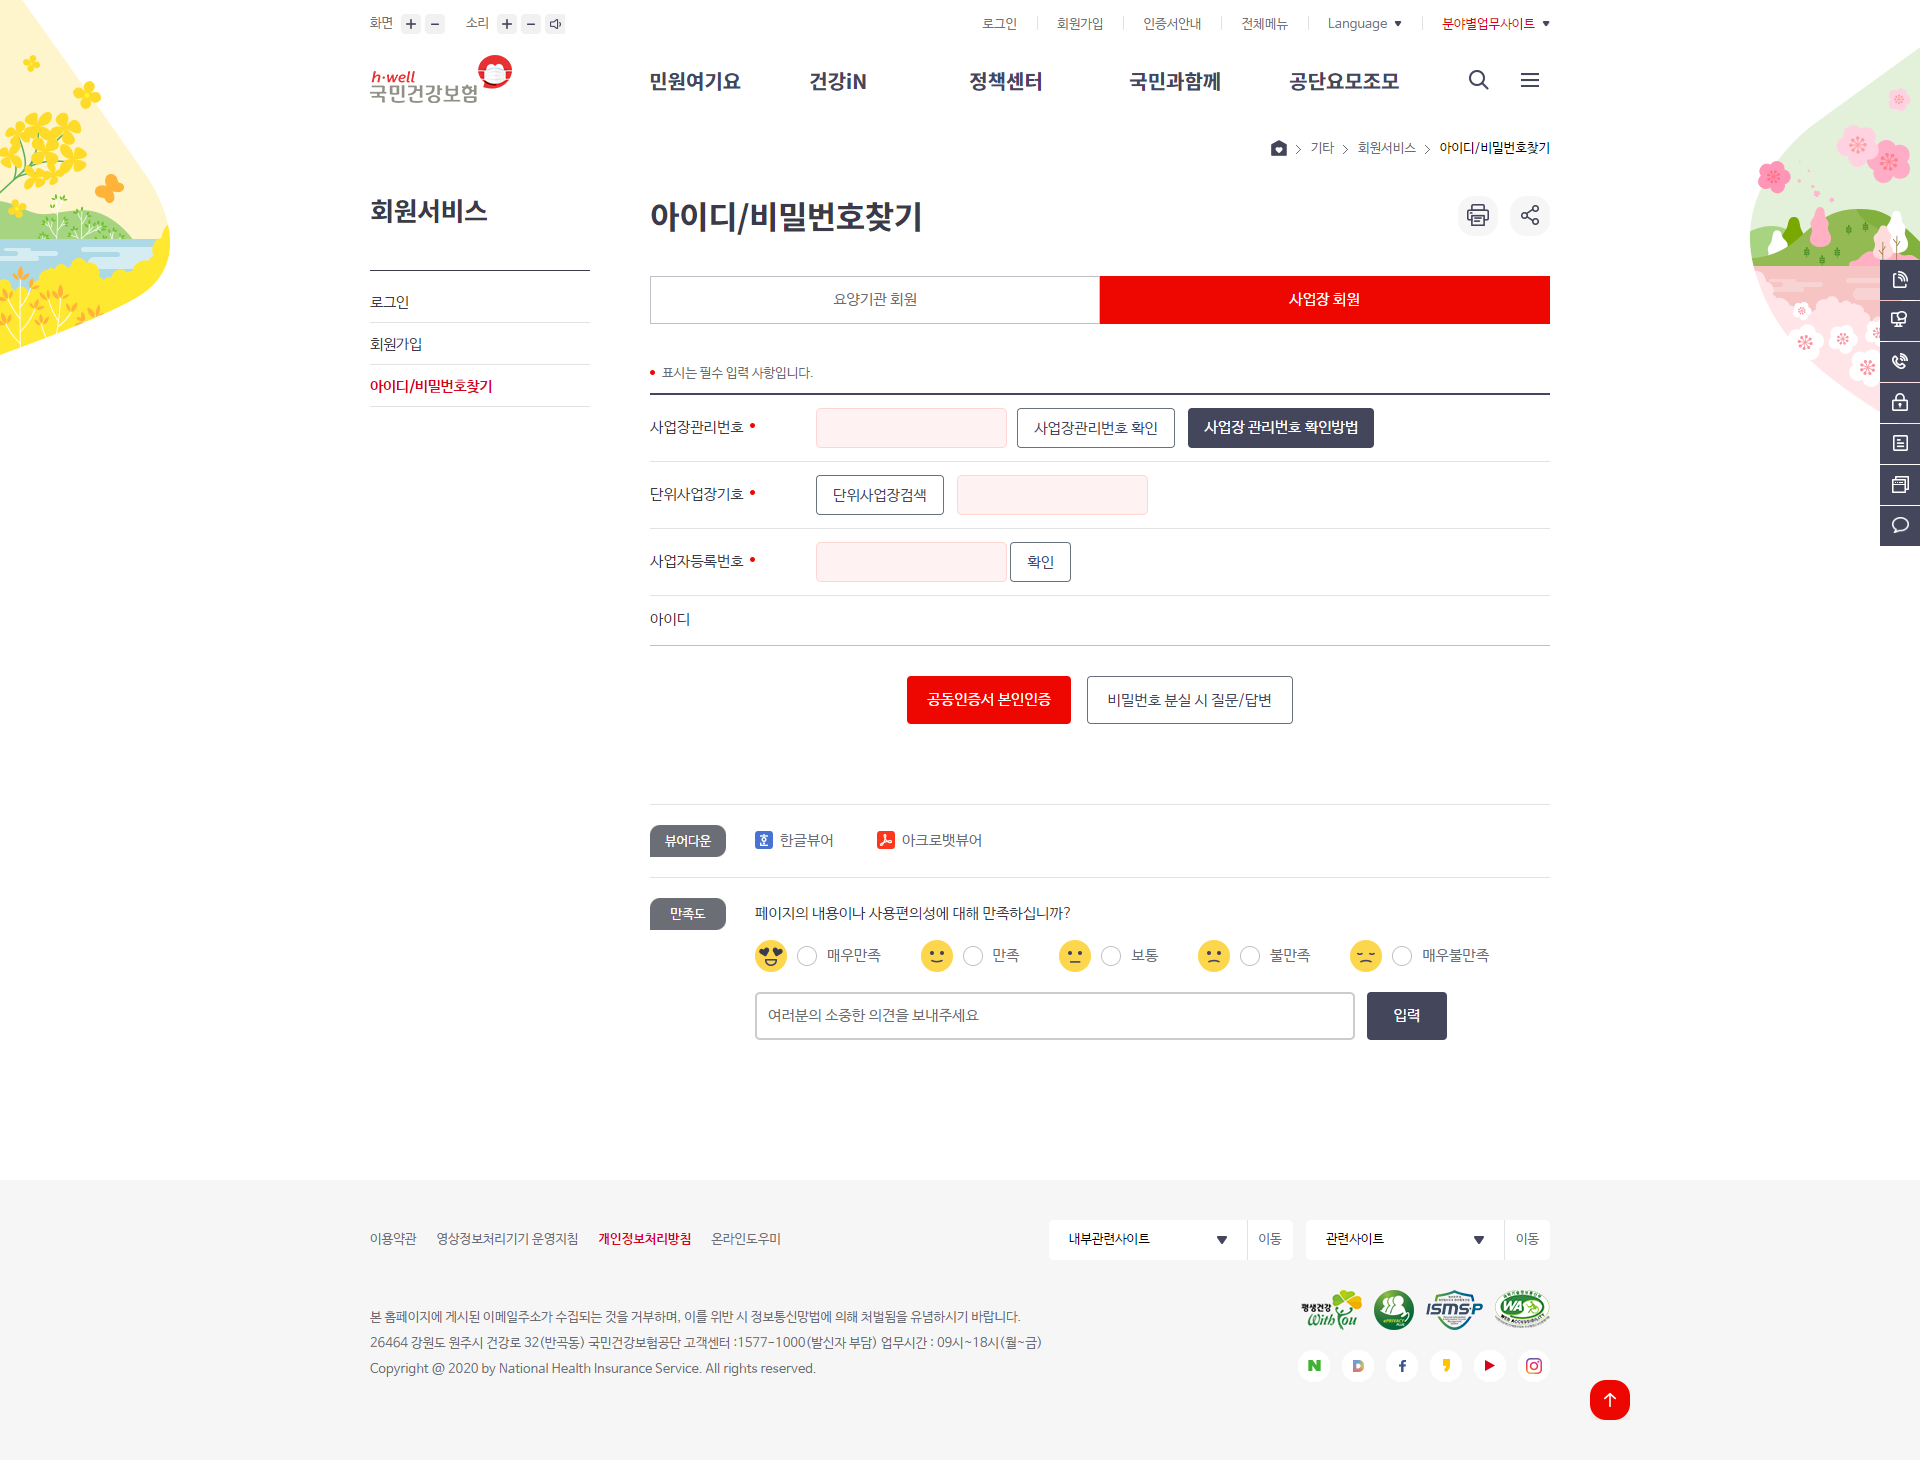 화면
소리
로그인
회원가입
인증서안내
전체메뉴
Language
분야별업무사이트
h·well
국민건강보험
민원여기요
건강iN
정책센터
국민과함께
공단요모조모
기타
회원서비스
아이디/비밀번호찾기
회원서비스
로그인
회원가입
아이디/비밀번호찾기
아이디/비밀번호찾기
요양기관 회원
사업장 회원
표시는 필수 입력 사항입니다.
사업장관리번호
사업장관리번호 확인
사업장 관리번호 확인방법
단위사업장기호
단위사업장검색
사업자등록번호
확인
아이디
공동인증서 본인인증
비밀번호 분실 시 질문/답변
뷰어다운
한글뷰어
아크로뱃뷰어
만족도
페이지의 내용이나 사용편의성에 대해 만족하십니까?
매우만족
만족
보통
불만족
매우불만족
여러분의 소중한 의견을 보내주세요
입력
이용약관
영상정보처리기기 운영지침
개인정보처리방침
온라인도우미
내부관련사이트
이동
관련사이트
이동
본 홈페이지에 게시된 이메일주소가 수집되는 것을 거부하며, 이를 위반 시 정보통신망법에 의해 처벌됨을 유념하시기 바랍니다.
26464 강원도 원주시 건강로 32(반곡동) 국민건강보험공단 고객센터 :1577-1000(발신자 부담) 업무시간 : 09시~18시(월~금)
Copyright @ 2020 by National Health Insurance Service. All rights reserved.
평생건강
With You
ISMS-P
WA
WEB ACCESSIBILITY